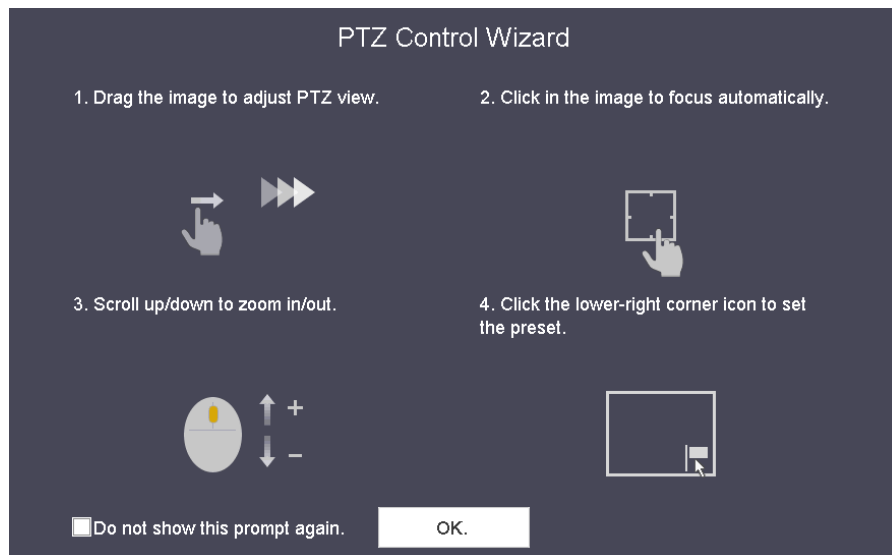 PTZ Control Wizard
1. Drag the image to adjust PTZ view.
2. Click in the image to focus automatically.
3. Scroll up/down to zoom in/out.
4. Click the lower-right corner icon to set
the preset.
Do not show this prompt again.
OK.